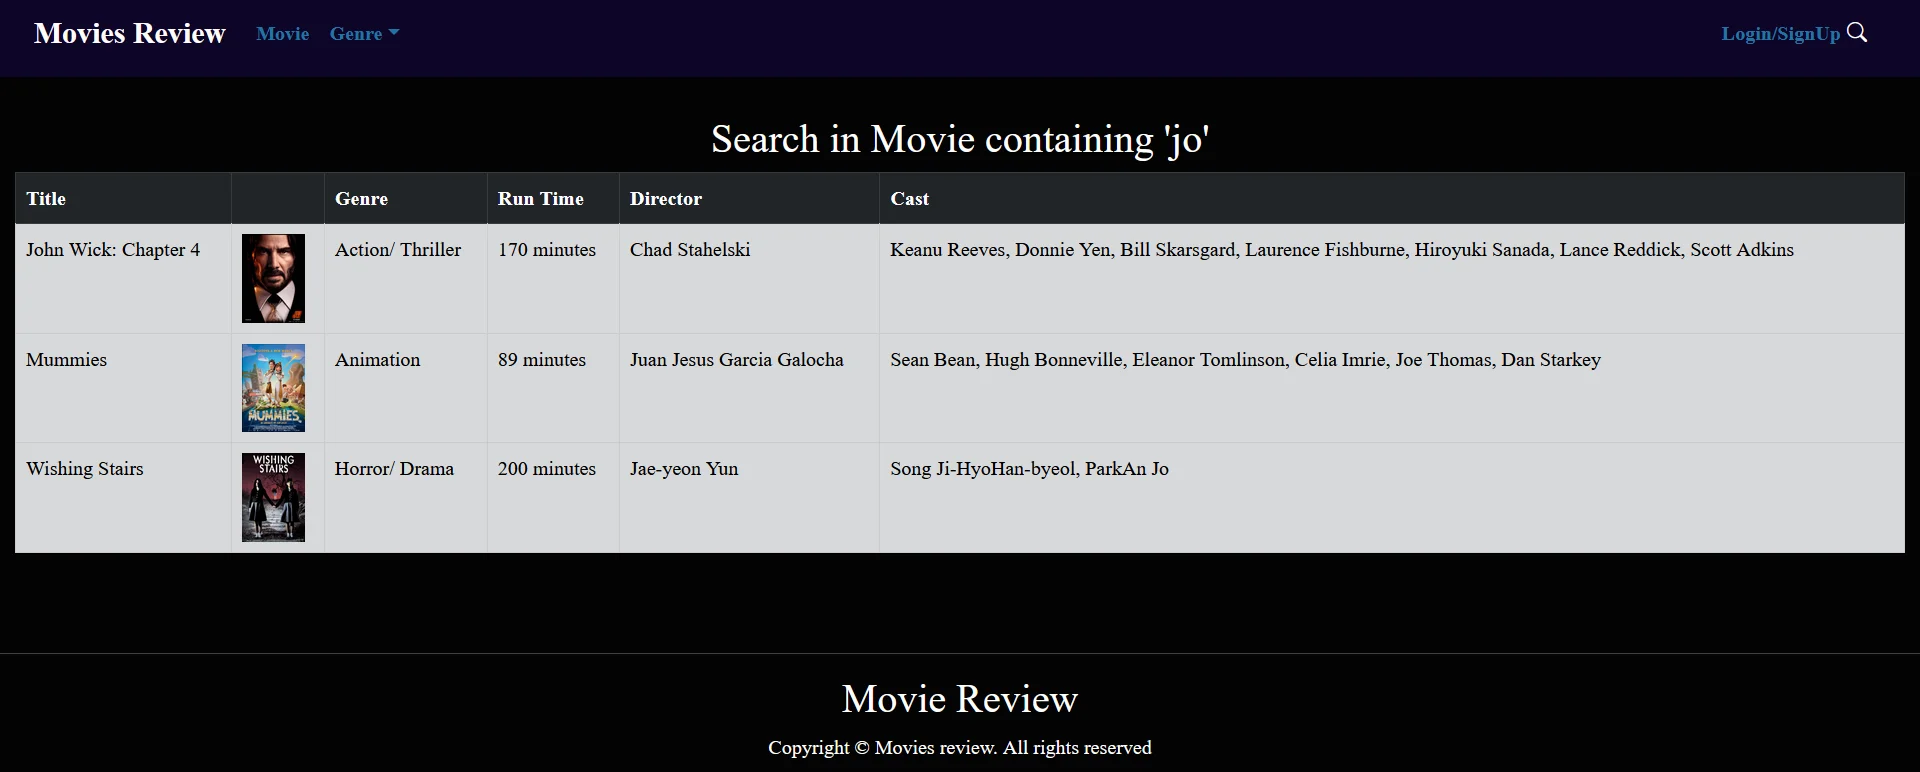 Movies Review Movie Genre Login/SignUp
Search in Movie containing 'jo'
Title Genre Run Time Director Cast
John Wick: Chapter 4 Action/ Thriller 170 minutes Chad Stahelski Keanu Reeves, Donnie Yen, Bill Skarsgard, Laurence Fishburne, Hiroyuki Sanada, Lance Reddick, Scott Adkins
Mummies Animation 89 minutes Juan Jesus Garcia Galocha Sean Bean, Hugh Bonneville, Eleanor Tomlinson, Celia Imrie, Joe Thomas, Dan Starkey
MUMMIES
Wishing Stairs Horror/ Drama 200 minutes Jae-yeon Yun Song Ji-HyoHan-byeol, ParkAn Jo
WISHING
STAIRS
Movie Review
Copyright © Movies review. All rights reserved